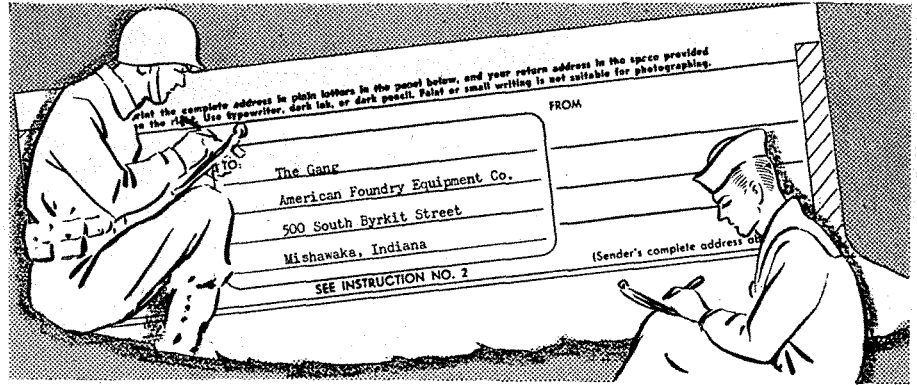 rint the complete address in plain letters in the panel below, and your return address in the space provided
n the right. Use typewriter, dark ink, or dark pencil. Faint or small writing is not suitable for photographing.
FROM
TO:
The Gang
American Foundry Equipment Co.
500 South Byrkit Street
Mishawaka, Indiana
(Sender's complete address ab
SEE INSTRUCTION NO. 2